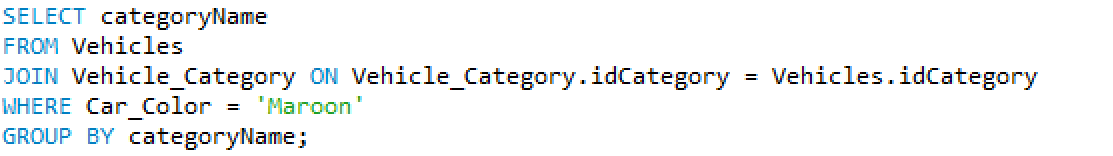 SELECT categoryName
FROM Vehicles
JOIN Vehicle_Category ON Vehicle_Category.idCategory = Vehicles.idCategory
WHERE Car_Color = 'Maroon'
GROUP BY categoryName;